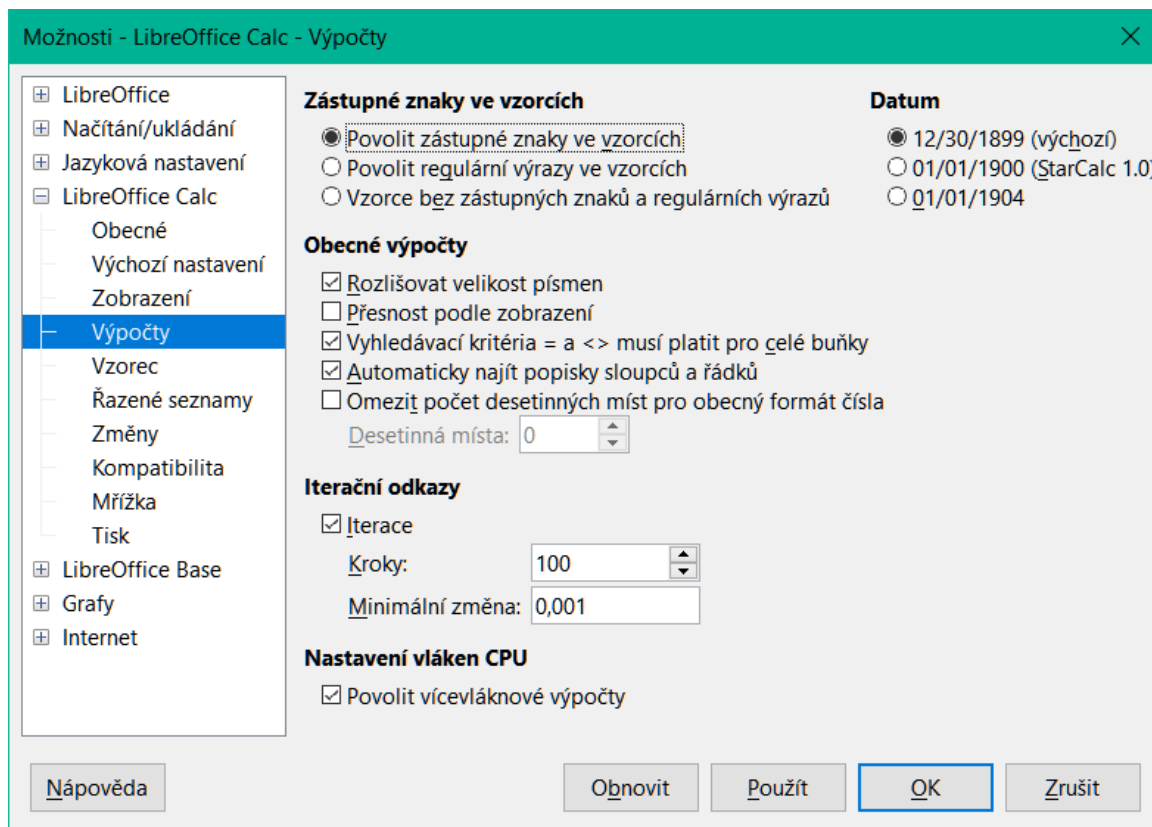 Možnosti - LibreOffice Calc - Výpočty
LibreOffice
Načítání/ukládání
Jazyková nastavení
LibreOffice Calc
Obecné
Výchozí nastavení
Zobrazení
Výpočty
Vzorec
Řazené seznamy
Změny
Kompatibilita
Mřížka
Tisk
LibreOffice Base
Grafy
Internet
Zástupné znaky ve vzorcích
Povolit zástupné znaky ve vzorcích
Povolit regulární výrazy ve vzorcích
Vzorce bez zástupných znaků a regulárních výrazů
Datum
12/30/1899 (výchozí)
01/01/1900 (StarCalc 1.0)
01/01/1904
Obecné výpočty
Rozlišovat velikost písmen
Přesnost podle zobrazení
Vyhledávací kritéria = a <> musí platit pro celé buňky
Automaticky najít popisky sloupců a řádků
Omezit počet desetinných míst pro obecný formát čísla
Desetinná místa: 0
Iterační odkazy
Iterace
Kroky: 100
Minimální změna: 0,001
Nastavení vláken CPU
Povolit vícevláknové výpočty
Nápověda Obnovit Použít OK Zrušit